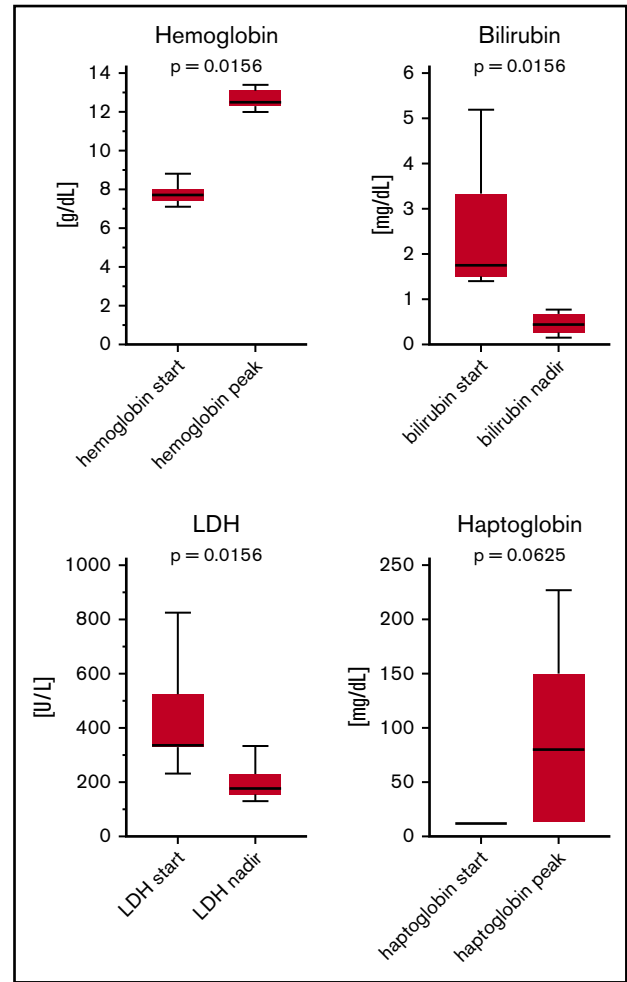 Hemoglobin
p = 0.0156
[g/dL]
14
12
10
8
6
4
2
0
hemoglobin start
hemoglobin peak
Bilirubin
p = 0.0156
[mg/dL]
6
5
4
3
2
1
0
bilirubin start
bilirubin nadir
LDH
p = 0.0156
[U/L]
1000
800
600
400
200
0
LDH start
LDH nadir
Haptoglobin
p = 0.0625
[mg/dL]
250
200
150
100
50
0
haptoglobin start
haptoglobin peak